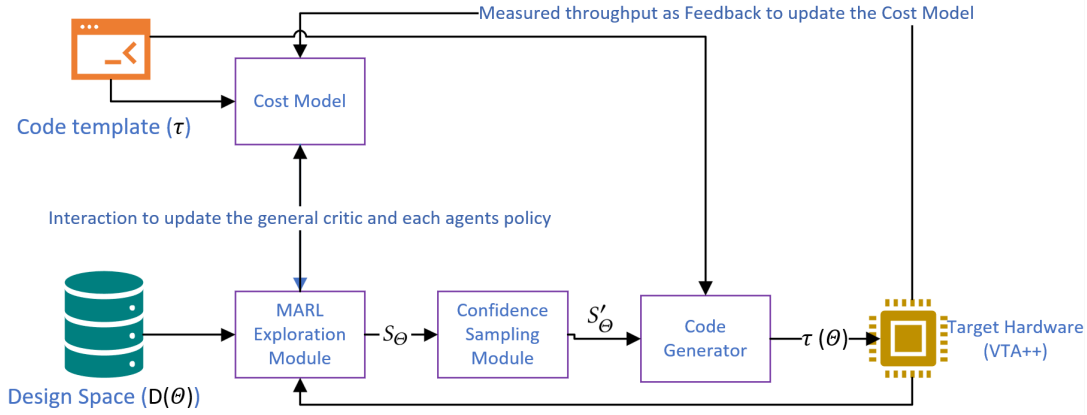 Measured throughput as Feedback to update the Cost Model
Cost Model
Code template (τ)
Interaction to update the general critic and each agents policy
MARL
Exploration
Module
S_Θ
Confidence
Sampling
Module
S'_Θ
Code
Generator
τ (Θ)
Target Hardware
(VTA++)
Design Space (D(Θ))